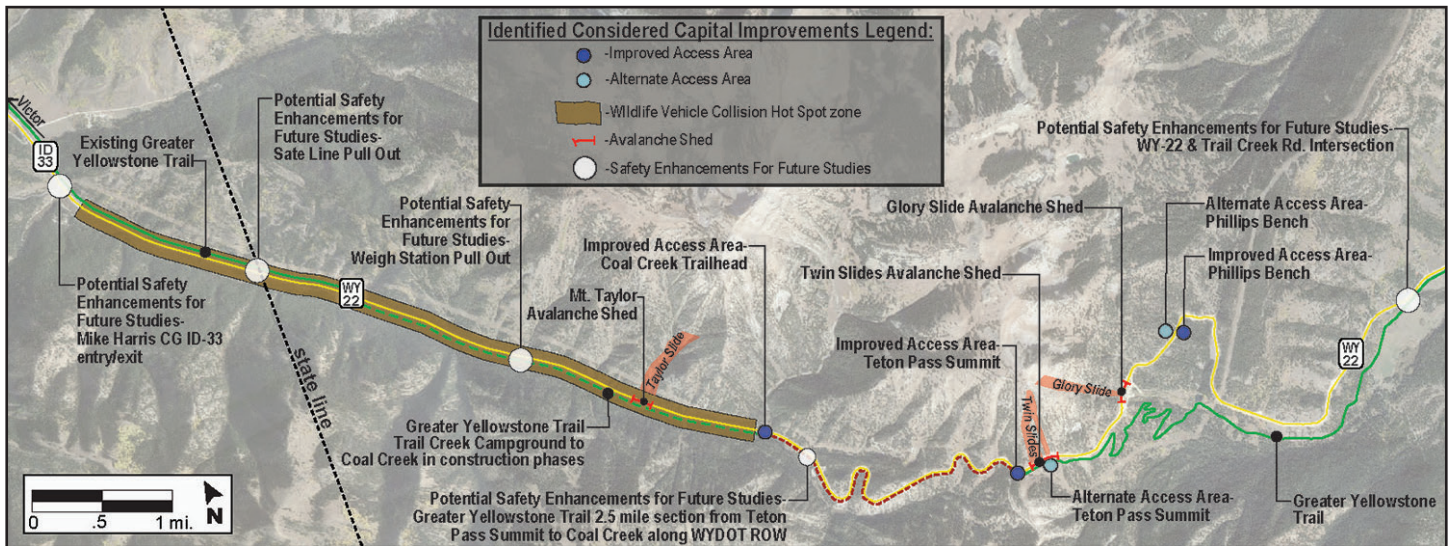 Identified Considered Capital Improvements Legend:
-Improved Access Area
-Alternate Access Area
-Wildlife Vehicle Collision Hot Spot zone
-Avalanche Shed
-Safety Enhancements For Future Studies
Victor
ID
33
Existing Greater
Yellowstone Trail
Potential Safety
Enhancements for
Future Studies-
Sate Line Pull Out
Potential Safety
Enhancements for
Future Studies-
Mike Harris CG ID-33
entry/exit
state line
WY
22
Potential Safety
Enhancements for
Future Studies-
Weigh Station Pull Out
Mt. Taylor
Avalanche Shed
Taylor Slide
Improved Access Area-
Coal Creek Trailhead
Greater Yellowstone Trail
Trail Creek Campground to
Coal Creek in construction phases
Potential Safety Enhancements for Future Studies-
Greater Yellowstone Trail 2.5 mile section from Teton
Pass Summit to Coal Creek along WYDOT ROW
Glory Slide Avalanche Shed
Twin Slides Avalanche Shed
Improved Access Area-
Teton Pass Summit
Twin Slides
Glory Slide
Alternate Access Area-
Teton Pass Summit
Potential Safety Enhancements for Future Studies-
WY-22 & Trail Creek Rd. Intersection
Alternate Access Area-
Phillips Bench
Improved Access Area-
Phillips Bench
WY
22
Greater Yellowstone
Trail
0 .5 1 mi.
N